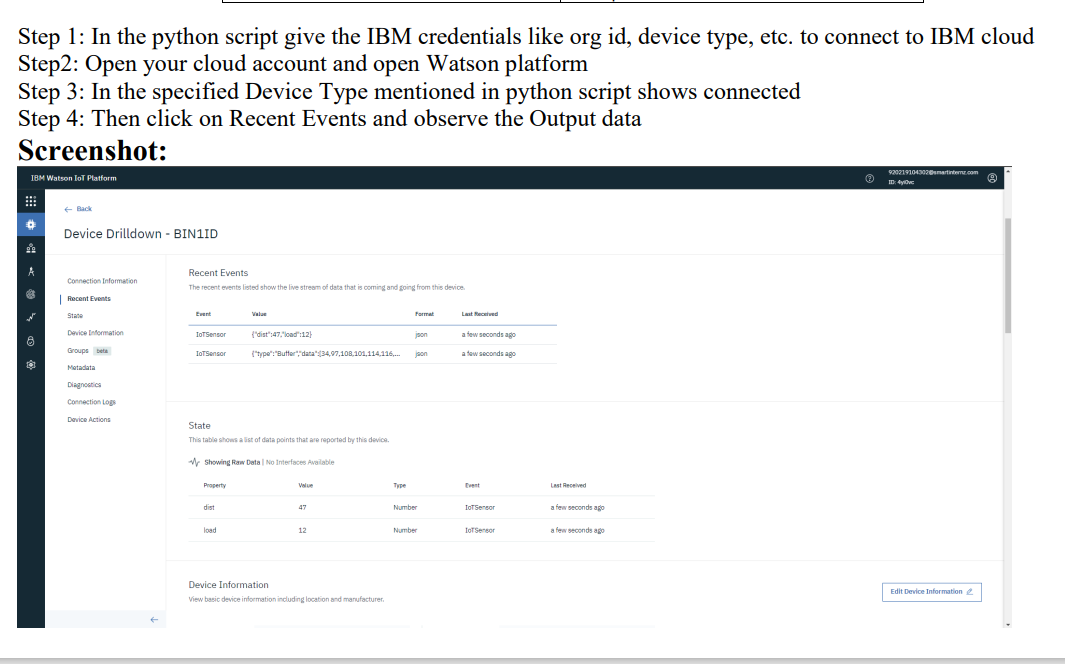 Step 1: In the python script give the IBM credentials like org id, device type, etc. to connect to IBM cloud
Step2: Open your cloud account and open Watson platform
Step 3: In the specified Device Type mentioned in python script shows connected
Step 4: Then click on Recent Events and observe the Output data
Screenshot:
IBM Watson IoT Platform
920219104302@smartinternz.com
ID: 4yi0vc
Back
Device Drilldown - BIN1ID
Connection Information
Recent Events
State
Device Information
Groups beta
Metadata
Diagnostics
Connection Logs
Device Actions
Recent Events
The recent events listed show the live stream of data that is coming and going from this device.
Event Value Format Last Received
IoTSensor {"dist":47,"load":12} json a few seconds ago
IoTSensor {"type":"Buffer","data":[34,97,108,101,114,116,... json a few seconds ago
State
This table shows a list of data points that are reported by this device.
Showing Raw Data | No Interfaces Available
Property Value Type Event Last Received
dist 47 Number IoTSensor a few seconds ago
load 12 Number IoTSensor a few seconds ago
Device Information
View basic device information including location and manufacturer.
Edit Device Information